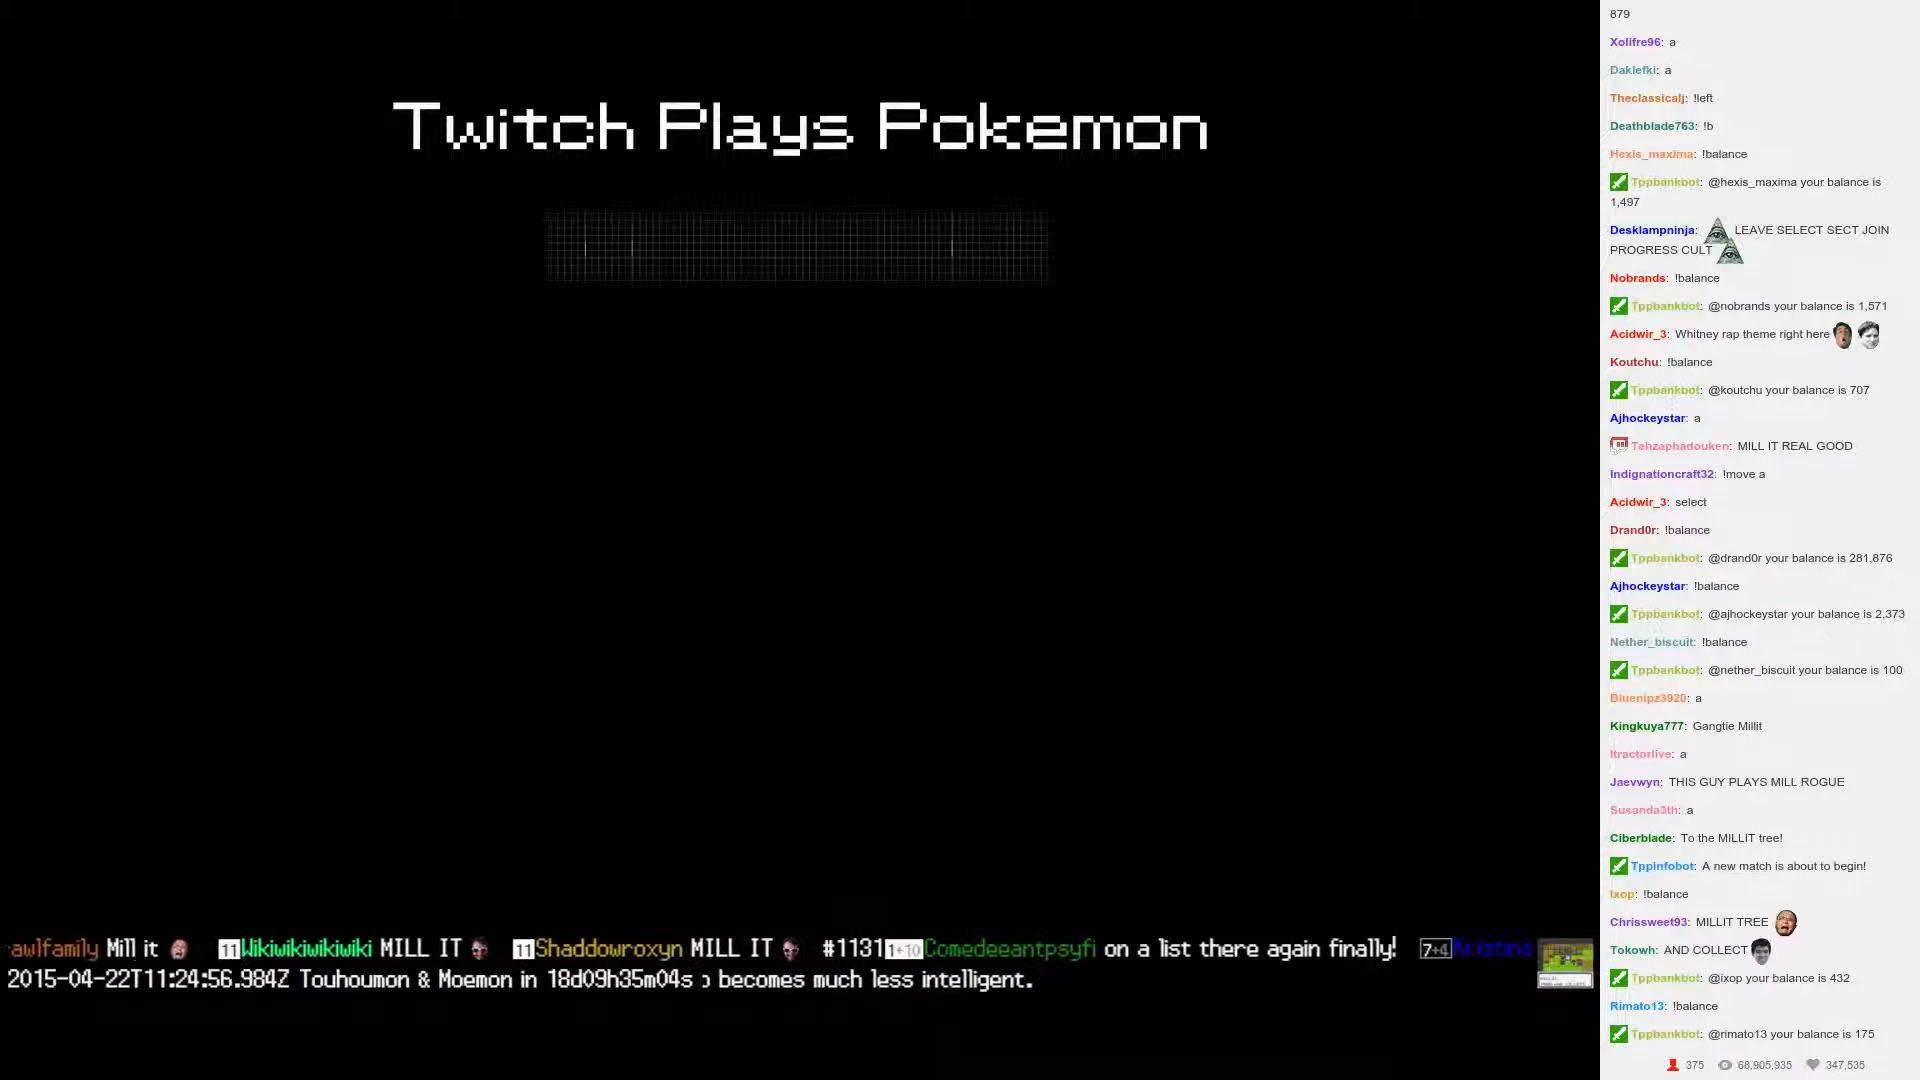 Twitch Plays Pokemon
awlfamily Mill it 11 Wikiwikiwikiwiki MILL IT 11 Shaddowroxyn MILL IT #1131 1+10 Comedeeantpsyfi on a list there again finally! 7+4 Kristina
2015-04-22T11:24:56.984Z Touhoumon & Moemon in 18d09h35m04s becomes much less intelligent.
879
Xolifre96: a
Daklefki: a
Theclassicalj: !left
Deathblade763: !b
Hexis_maxima: !balance
Tppbankbot: @hexis_maxima your balance is
1,497
Desklampninja: LEAVE SELECT SECT JOIN
PROGRESS CULT
Nobrands: !balance
Tppbankbot: @nobrands your balance is 1,571
Acidwir_3: Whitney rap theme right here
Koutchu: !balance
Tppbankbot: @koutchu your balance is 707
Ajhockeystar: a
Tehzaphadouken: MILL IT REAL GOOD
Indignationcraft32: !move a
Acidwir_3: select
Drand0r: !balance
Tppbankbot: @drand0r your balance is 281,876
Ajhockeystar: !balance
Tppbankbot: @ajhockeystar your balance is 2,373
Nether_biscuit: !balance
Tppbankbot: @nether_biscuit your balance is 100
Bluenipz3920: a
Kingkuya777: Gangtie Millit
Itractorlive: a
Jaevwyn: THIS GUY PLAYS MILL ROGUE
Susanda3th: a
Ciberblade: To the MILLIT tree!
Tppinfobot: A new match is about to begin!
Ixop: !balance
Chrissweet93: MILLIT TREE
Tokowh: AND COLLECT
Tppbankbot: @ixop your balance is 432
Rimato13: !balance
Tppbankbot: @rimato13 your balance is 175
375 68,905,935 347,535